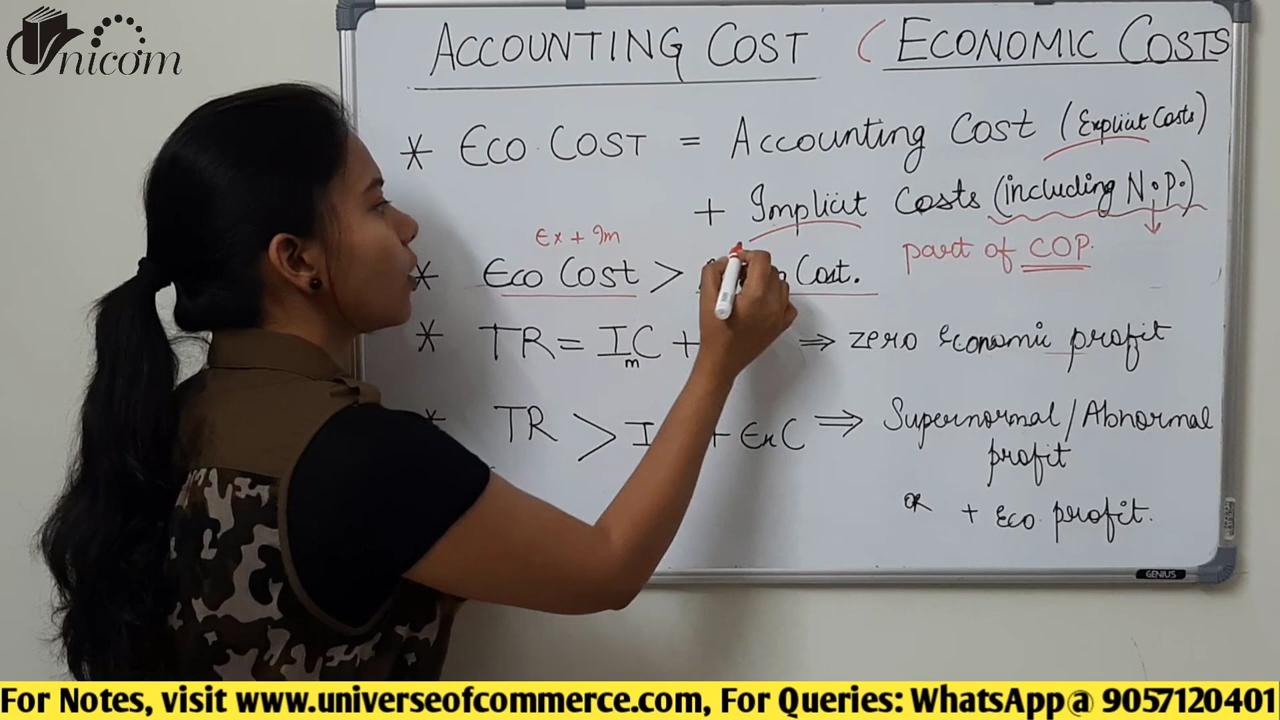 Unicom
ACCOUNTING COST ( ECONOMIC COSTS
* ECO. COST = Accounting Cost (Explicit Costs)
+ Implicit Costs (including N.P.)
Ex + Im
part of COP.
* Eco Cost > Cost.
* TR = ImC + ⇒ zero Economic profit
* TR > I + ExC ⇒ Supernormal/Abnormal
profit
OR + Eco. profit.
GENIUS
For Notes, visit www.universeofcommerce.com, For Queries: WhatsApp@ 9057120401